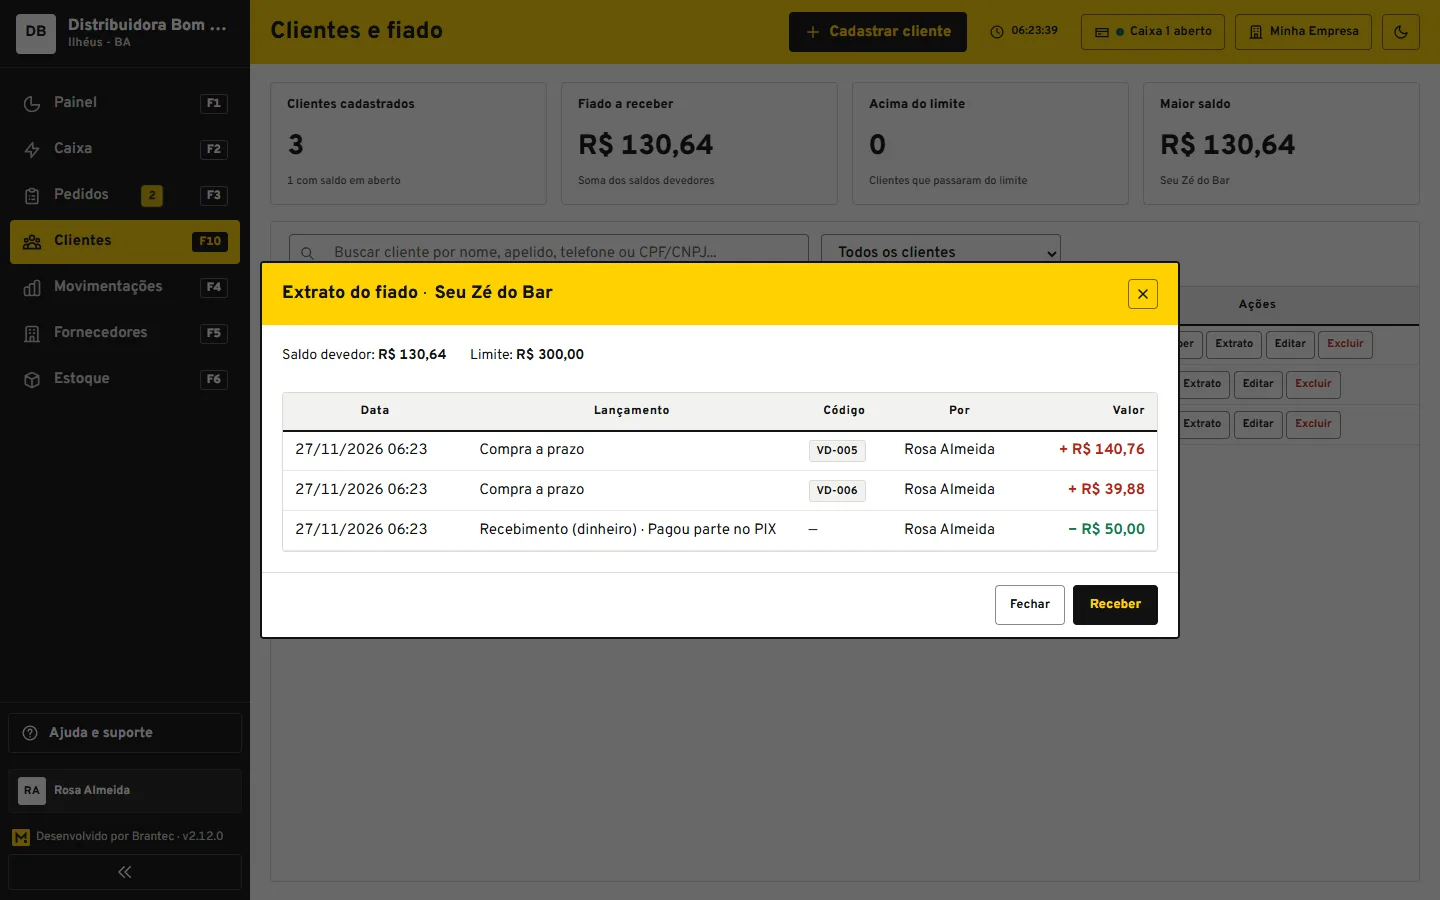 DB
Distribuidora Bom ...
Ilhéus - BA
Painel F1
Caixa F2
Pedidos 2 F3
Clientes F10
Movimentações F4
Fornecedores F5
Estoque F6
Ajuda e suporte
RA Rosa Almeida
Desenvolvido por Brantec · v2.12.0
Clientes e fiado
+ Cadastrar cliente
06:23:39
Caixa 1 aberto
Minha Empresa
Clientes cadastrados
3
1 com saldo em aberto
Fiado a receber
R$ 130,64
Soma dos saldos devedores
Acima do limite
0
Clientes que passaram do limite
Maior saldo
R$ 130,64
Seu Zé do Bar
Buscar cliente por nome, apelido, telefone ou CPF/CNPJ...
Todos os clientes
Ações
Extrato Editar Excluir
Extrato Editar Excluir
Extrato Editar Excluir
Extrato do fiado · Seu Zé do Bar
Saldo devedor: R$ 130,64 Limite: R$ 300,00
Data Lançamento Código Por Valor
27/11/2026 06:23 Compra a prazo VD-005 Rosa Almeida + R$ 140,76
27/11/2026 06:23 Compra a prazo VD-006 Rosa Almeida + R$ 39,88
27/11/2026 06:23 Recebimento (dinheiro) · Pagou parte no PIX — Rosa Almeida − R$ 50,00
Fechar
Receber